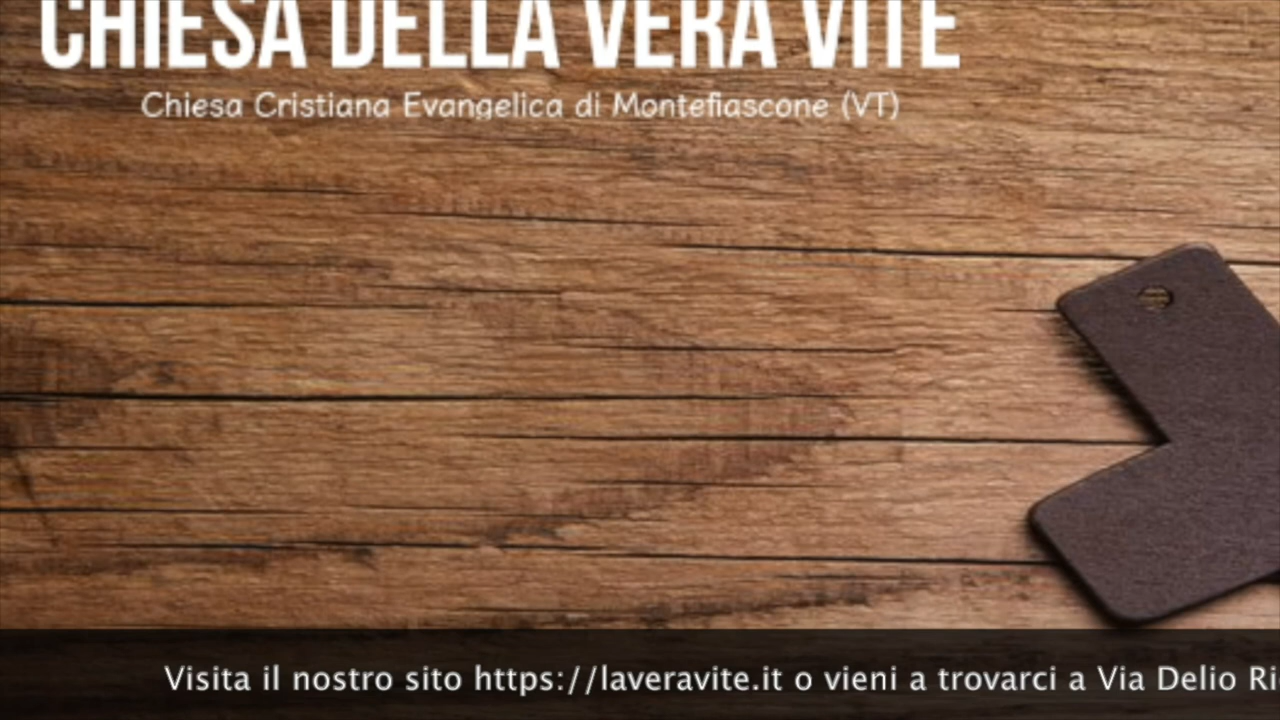 CHIESA DELLA VERA VITE
Chiesa Cristiana Evangelica di Montefiascone (VT)
Visita il nostro sito https://laveravite.it o vieni a trovarci a Via Delio